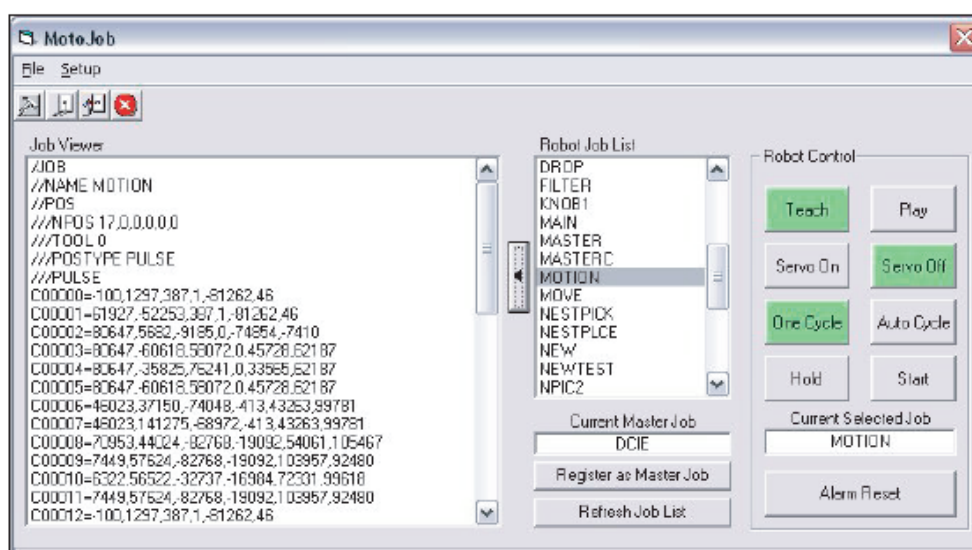 MotoJob
File Setup
Job Viewer
/JOB
//NAME MOTION
//POS
///NPOS 17,0,0,0,0,0
///TOOL 0
///POSTYPE PULSE
///PULSE
C00000=-100,1297,387,1,-81262,46
C00001=61927,-52253,387,1,-81262,46
C00002=80647,5682,-9185,0,-74854,-7410
C00003=80647,-60618,58072,0,45728,62187
C00004=80647,-35825,76241,0,33565,62187
C00005=80647,-60618,58072,0,45728,62187
C00006=46023,37150,-74048,-413,43263,99781
C00007=46023,141275,-68972,-413,43263,99781
C00008=70953,44024,-82768,-19092,54061,105467
C00009=7449,57624,-82768,-19092,103957,92480
C00010=6322,56522,-32737,-16984,72331,99618
C00011=7449,57624,-82768,-19092,103957,92480
C00012=-100,1297,387,1,-81262,46
Robot Job List
DROP
FILTER
KNOB1
MAIN
MASTER
MASTERC
MOTION
MOVE
NESTPICK
NESTPLCE
NEW
NEWTEST
NPIC2
Current Master Job
DCIE
Register as Master Job
Refresh Job List
Robot Control
Teach Play
Servo On Servo Off
One Cycle Auto Cycle
Hold Start
Current Selected Job
MOTION
Alarm Reset